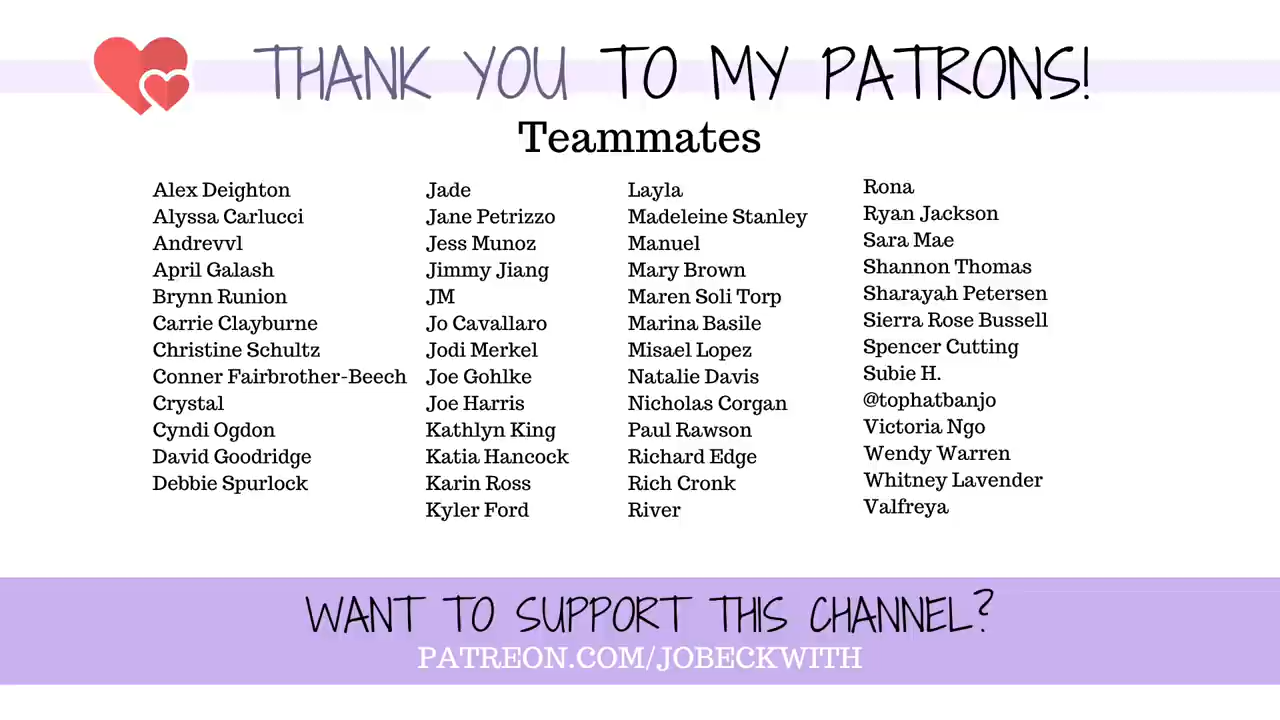 THANK YOU TO MY PATRONS!
Teammates
Alex Deighton
Alyssa Carlucci
Andrevvl
April Galash
Brynn Runion
Carrie Clayburne
Christine Schultz
Conner Fairbrother-Beech
Crystal
Cyndi Ogdon
David Goodridge
Debbie Spurlock
Jade
Jane Petrizzo
Jess Munoz
Jimmy Jiang
JM
Jo Cavallaro
Jodi Merkel
Joe Gohlke
Joe Harris
Kathlyn King
Katia Hancock
Karin Ross
Kyler Ford
Layla
Madeleine Stanley
Manuel
Mary Brown
Maren Soli Torp
Marina Basile
Misael Lopez
Natalie Davis
Nicholas Corgan
Paul Rawson
Richard Edge
Rich Cronk
River
Rona
Ryan Jackson
Sara Mae
Shannon Thomas
Sharayah Petersen
Sierra Rose Bussell
Spencer Cutting
Subie H.
@tophatbanjo
Victoria Ngo
Wendy Warren
Whitney Lavender
Valfreya
WANT TO SUPPORT THIS CHANNEL?
PATREON.COM/JOBECKWITH